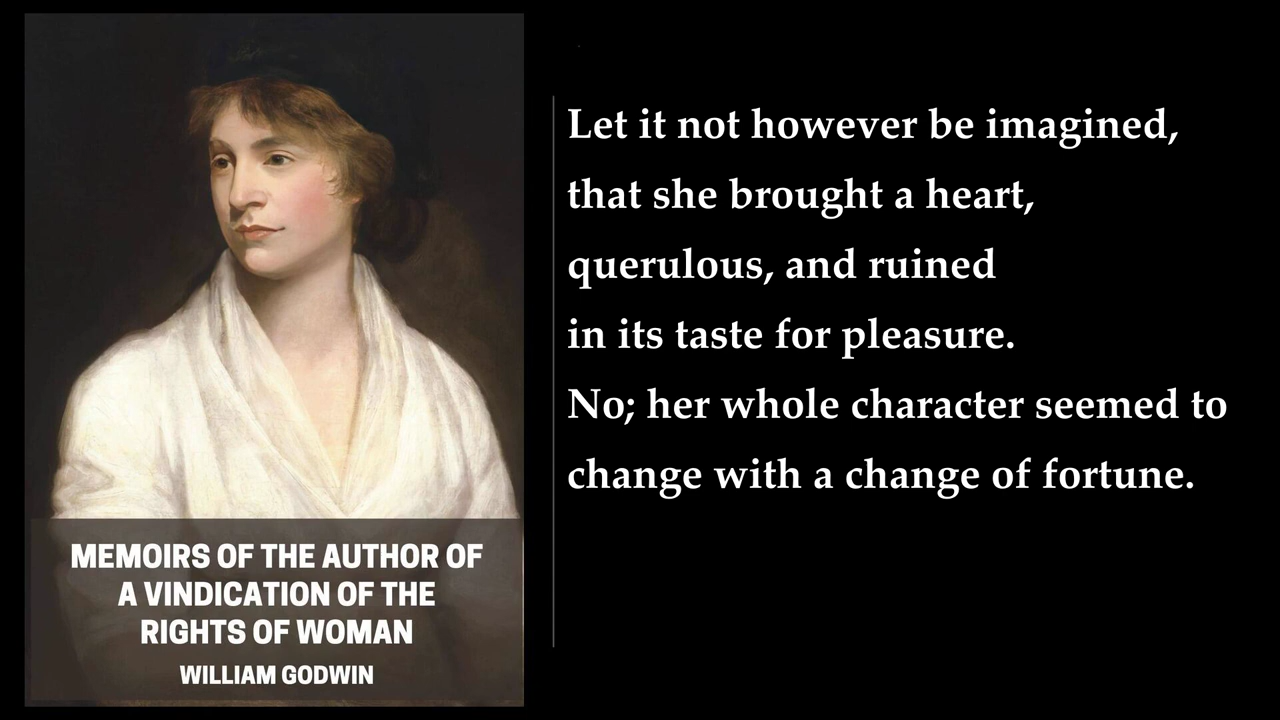 MEMOIRS OF THE AUTHOR OF
A VINDICATION OF THE
RIGHTS OF WOMAN
WILLIAM GODWIN
Let it not however be imagined,
that she brought a heart,
querulous, and ruined
in its taste for pleasure.
No; her whole character seemed to
change with a change of fortune.